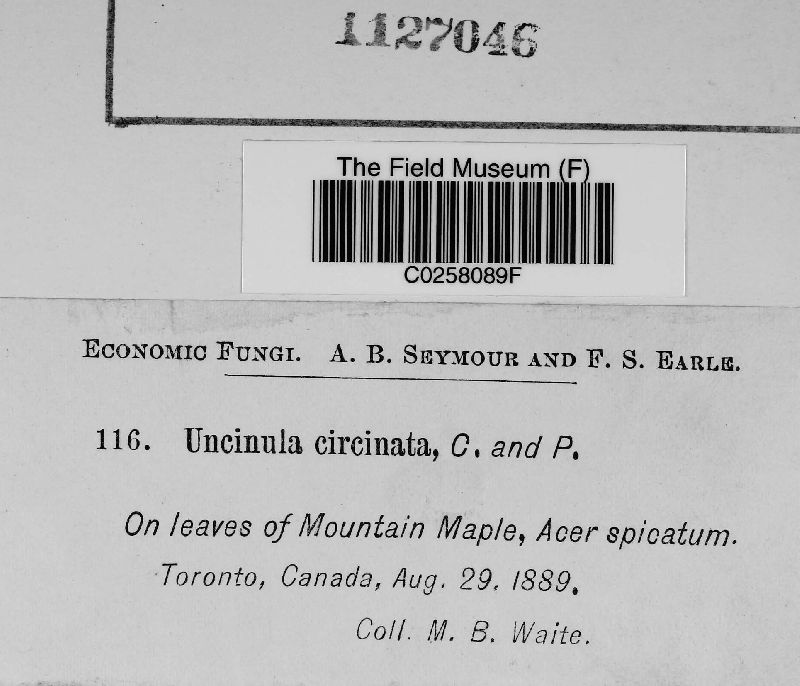 1127046
The Field Museum (F)
C0258089F
Economic Fungi. A. B. Seymour and F. S. Earle.
116. Uncinula circinata, C. and P.
On leaves of Mountain Maple, Acer spicatum.
Toronto, Canada, Aug. 29, 1889.
Coll. M. B. Waite.